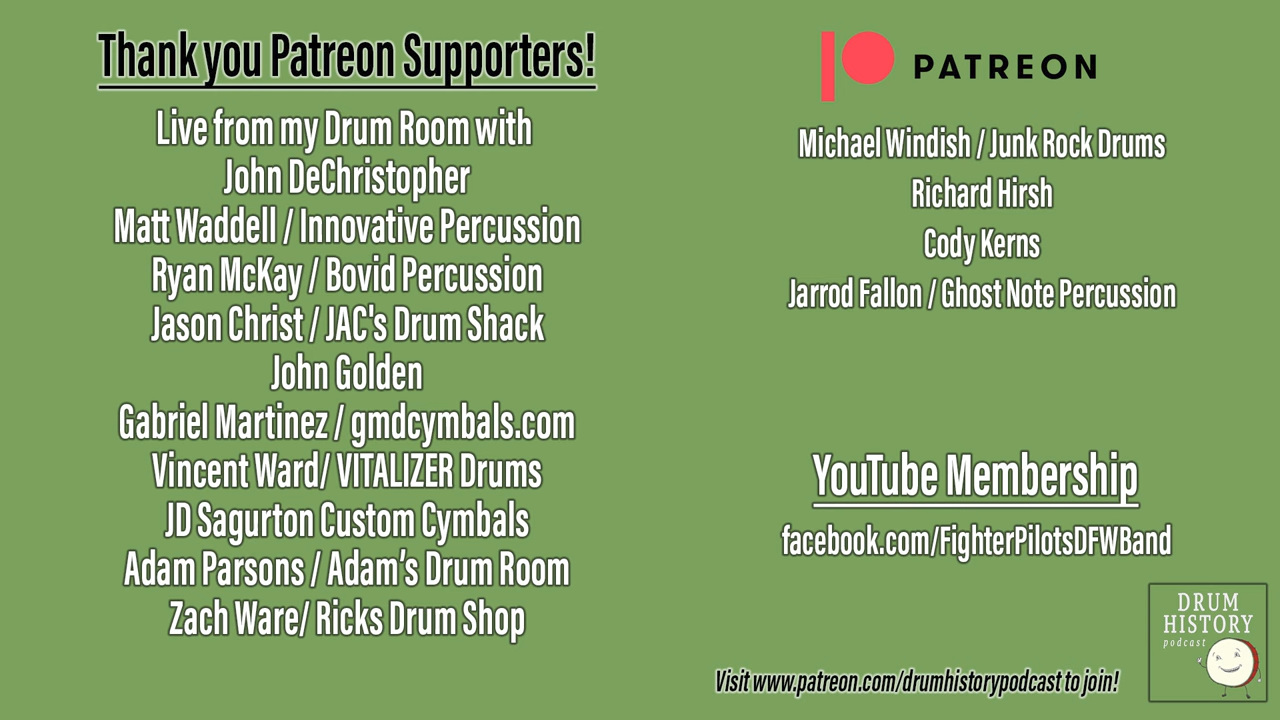 Thank you Patreon Supporters!
Live from my Drum Room with
John DeChristopher
Matt Waddell / Innovative Percussion
Ryan McKay / Bovid Percussion
Jason Christ / JAC's Drum Shack
John Golden
Gabriel Martinez / gmdcymbals.com
Vincent Ward/ VITALIZER Drums
JD Sagurton Custom Cymbals
Adam Parsons / Adam’s Drum Room
Zach Ware/ Ricks Drum Shop
PATREON
Michael Windish / Junk Rock Drums
Richard Hirsh
Cody Kerns
Jarrod Fallon / Ghost Note Percussion
YouTube Membership
facebook.com/FighterPilotsDFWBand
DRUM
HISTORY
podcast
Visit www.patreon.com/drumhistorypodcast to join!